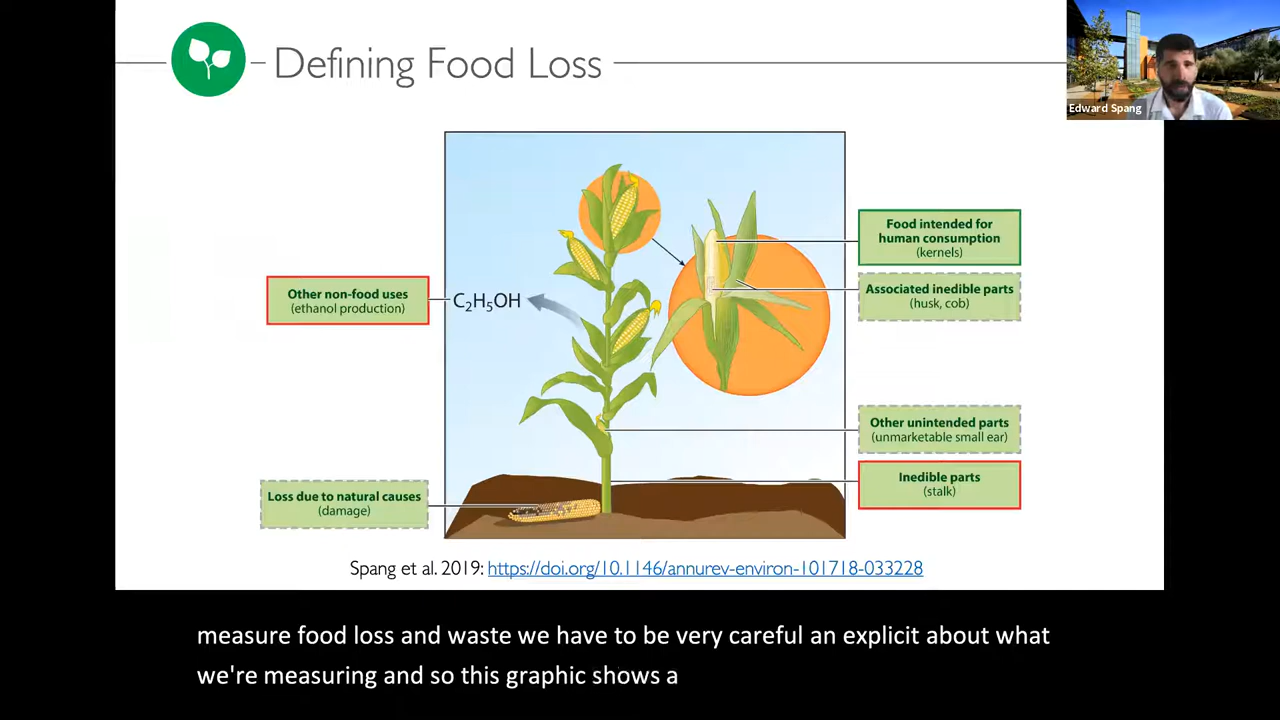 Defining Food Loss
Edward Spang
Food intended for
human consumption
(kernels)
Associated inedible parts
(husk, cob)
Other non-food uses
(ethanol production)
C₂H₅OH
Other unintended parts
(unmarketable small ear)
Inedible parts
(stalk)
Loss due to natural causes
(damage)
Spang et al. 2019: https://doi.org/10.1146/annurev-environ-101718-033228
measure food loss and waste we have to be very careful an explicit about what
we're measuring and so this graphic shows a